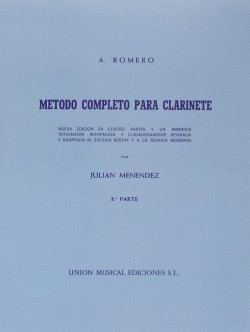 A. ROMERO
METODO COMPLETO PARA CLARINETE
NUEVA EDICION EN CUATRO PARTES Y UN APENDICE
TOTALMENTE REFORMADA Y CUIDADOSAMENTE REVISADA
Y ADAPTADA AL SISTEMA BOEHM Y A LA TECNICA MODERNA
POR
JULIAN MENENDEZ
3.ª PARTE
UNION MUSICAL EDICIONES S.L.